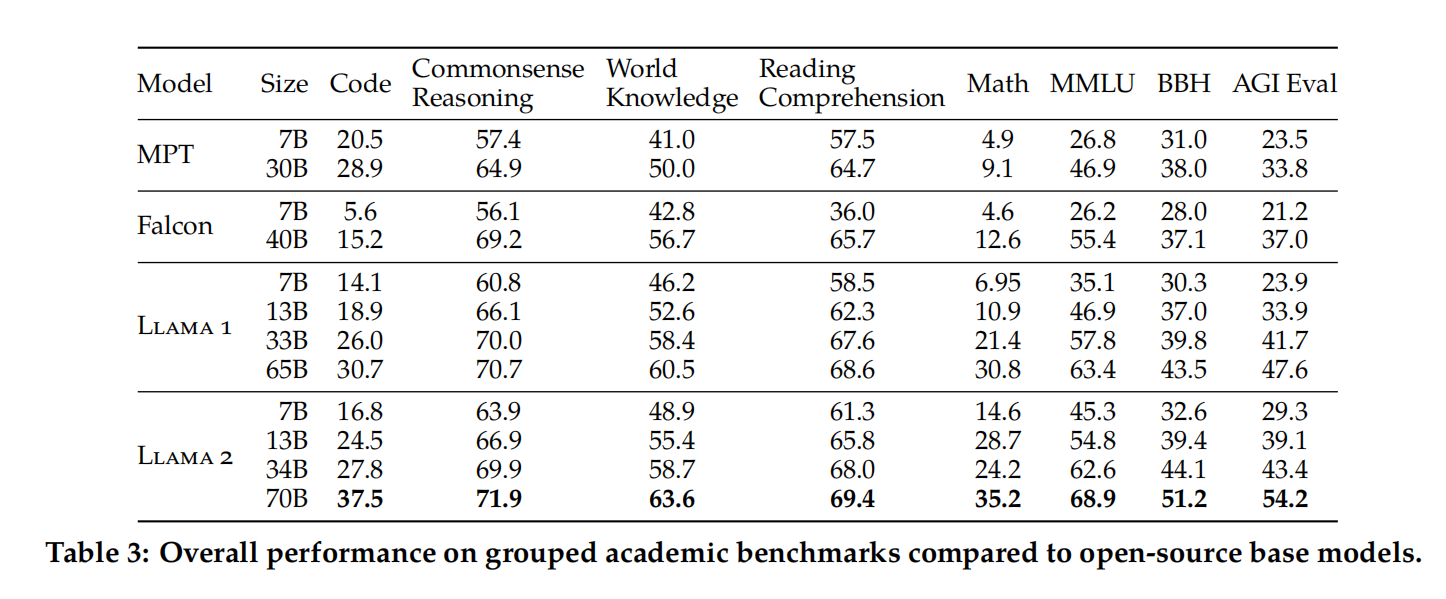 Model Size Code Commonsense Reasoning World Knowledge Reading Comprehension Math MMLU BBH AGI Eval
MPT 7B 20.5 57.4 41.0 57.5 4.9 26.8 31.0 23.5
30B 28.9 64.9 50.0 64.7 9.1 46.9 38.0 33.8
Falcon 7B 5.6 56.1 42.8 36.0 4.6 26.2 28.0 21.2
40B 15.2 69.2 56.7 65.7 12.6 55.4 37.1 37.0
LLAMA 1 7B 14.1 60.8 46.2 58.5 6.95 35.1 30.3 23.9
13B 18.9 66.1 52.6 62.3 10.9 46.9 37.0 33.9
33B 26.0 70.0 58.4 67.6 21.4 57.8 39.8 41.7
65B 30.7 70.7 60.5 68.6 30.8 63.4 43.5 47.6
LLAMA 2 7B 16.8 63.9 48.9 61.3 14.6 45.3 32.6 29.3
13B 24.5 66.9 55.4 65.8 28.7 54.8 39.4 39.1
34B 27.8 69.9 58.7 68.0 24.2 62.6 44.1 43.4
70B 37.5 71.9 63.6 69.4 35.2 68.9 51.2 54.2
Table 3: Overall performance on grouped academic benchmarks compared to open-source base models.